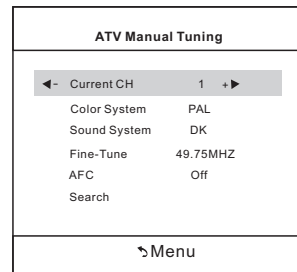 ATV Manual Tuning
◀- Current CH 1 +▶
Color System PAL
Sound System DK
Fine-Tune 49.75MHZ
AFC Off
Search
Menu